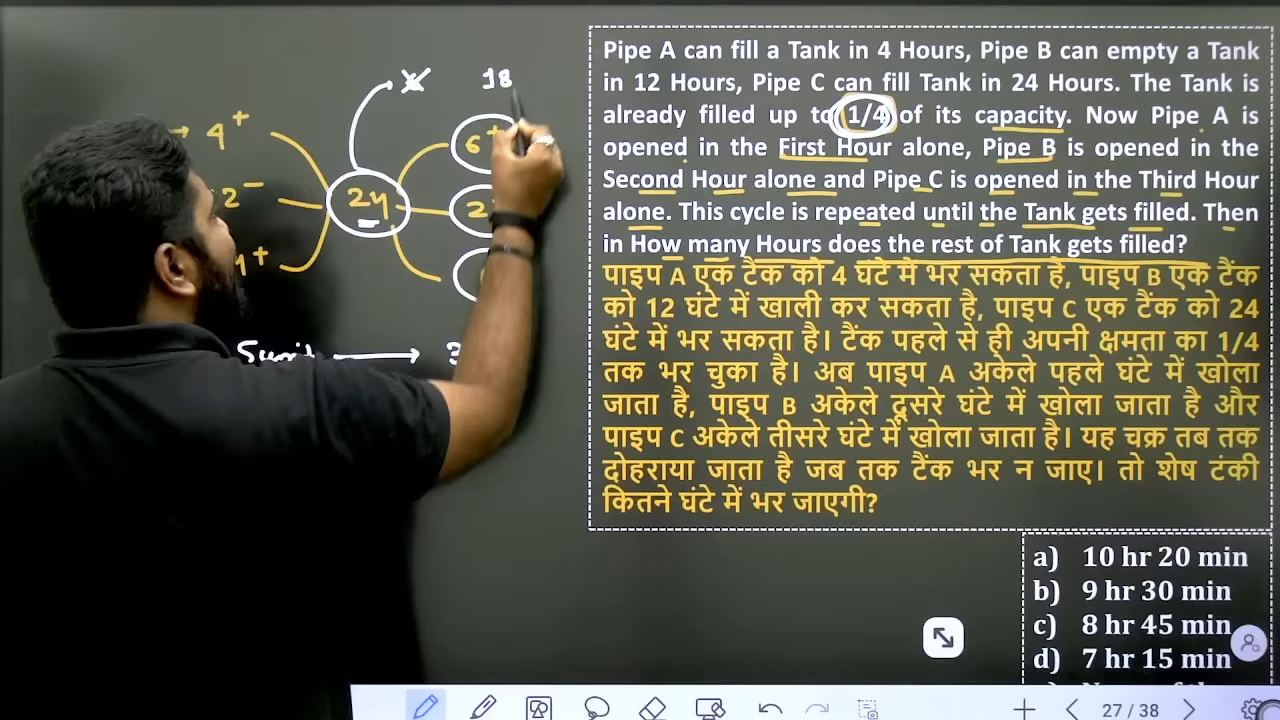 Pipe A can fill a Tank in 4 Hours, Pipe B can empty a Tank
in 12 Hours, Pipe C can fill Tank in 24 Hours. The Tank is
already filled up to 1/4 of its capacity. Now Pipe A is
opened in the First Hour alone, Pipe B is opened in the
Second Hour alone and Pipe C is opened in the Third Hour
alone. This cycle is repeated until the Tank gets filled. Then
in How many Hours does the rest of Tank gets filled?
पाइप A एक टैंक को 4 घंटे में भर सकता है, पाइप B एक टैंक
को 12 घंटे में खाली कर सकता है, पाइप C एक टैंक को 24
घंटे में भर सकता है। टैंक पहले से ही अपनी क्षमता का 1/4
तक भर चुका है। अब पाइप A अकेले पहले घंटे में खोला
जाता है, पाइप B अकेले दूसरे घंटे में खोला जाता है और
पाइप C अकेले तीसरे घंटे में खोला जाता है। यह चक्र तब तक
दोहराया जाता है जब तक टैंक भर न जाए। तो शेष टंकी
कितने घंटे में भर जाएगी?
18
4+
6+
2-
24
2
4+
3
a) 10 hr 20 min
b) 9 hr 30 min
c) 8 hr 45 min
d) 7 hr 15 min
27 / 38